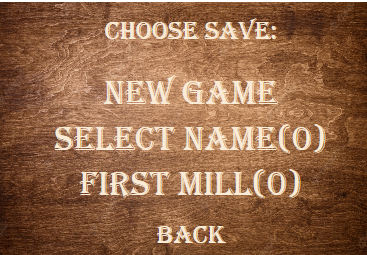 CHOOSE SAVE:
NEW GAME
SELECT NAME(0)
FIRST MILL(0)
BACK